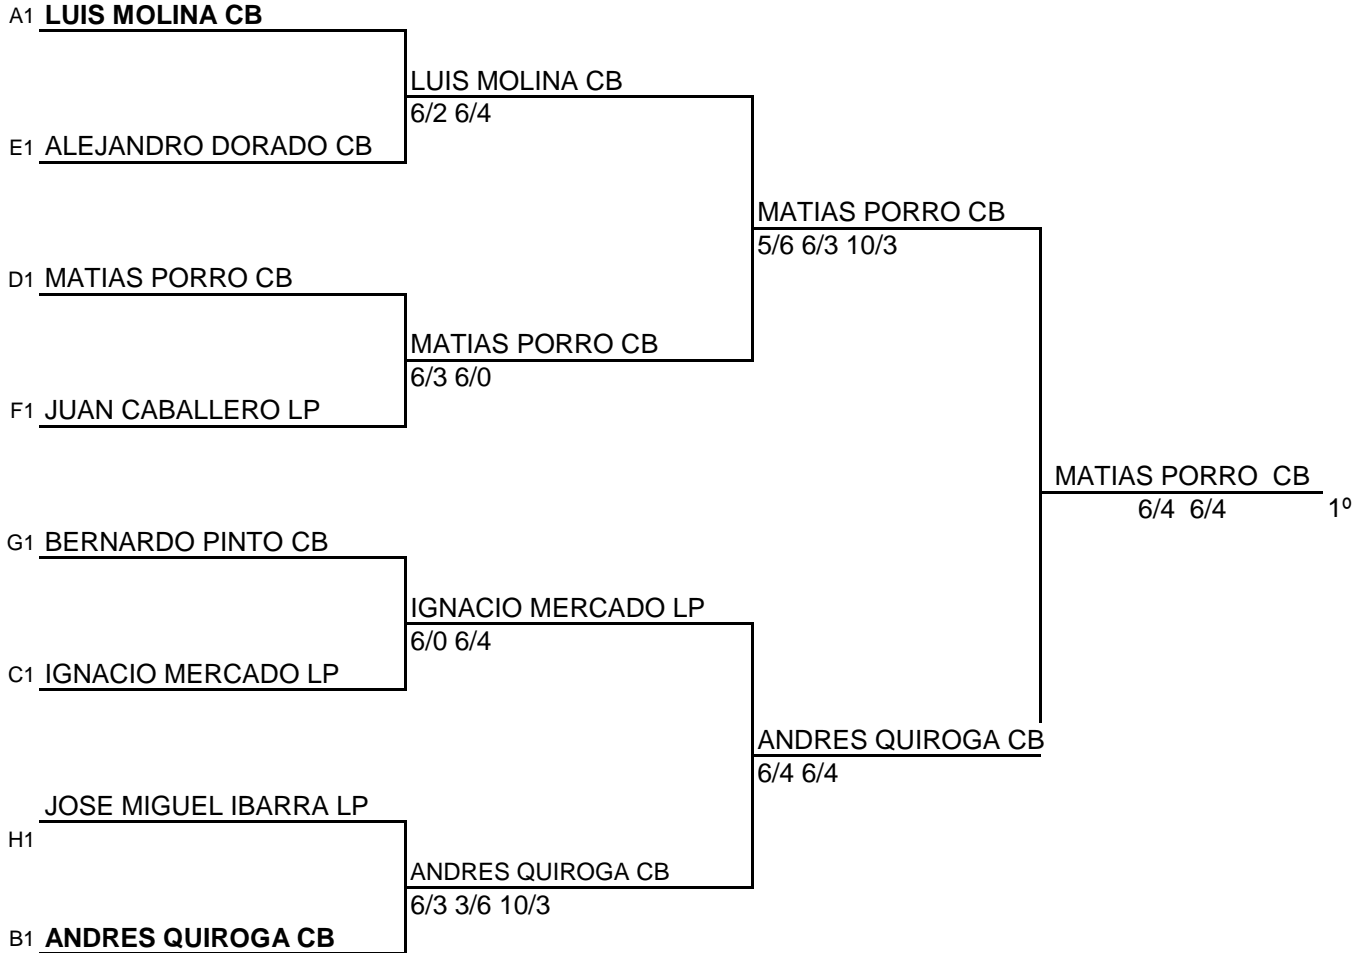 A1 LUIS MOLINA CB
LUIS MOLINA CB
6/2 6/4
E1 ALEJANDRO DORADO CB
MATIAS PORRO CB
5/6 6/3 10/3
D1 MATIAS PORRO CB
MATIAS PORRO CB
6/3 6/0
F1 JUAN CABALLERO LP
MATIAS PORRO CB
6/4 6/4 1º
G1 BERNARDO PINTO CB
IGNACIO MERCADO LP
6/0 6/4
C1 IGNACIO MERCADO LP
ANDRES QUIROGA CB
6/4 6/4
JOSE MIGUEL IBARRA LP
H1
ANDRES QUIROGA CB
6/3 3/6 10/3
B1 ANDRES QUIROGA CB